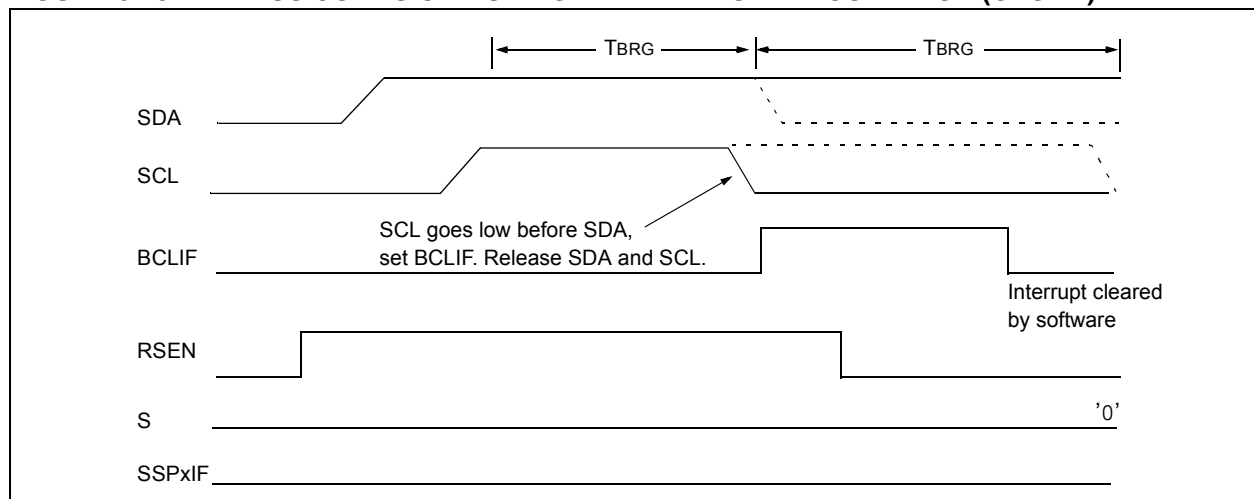 TBRG TBRG
SDA
SCL
SCL goes low before SDA,
set BCLIF. Release SDA and SCL.
BCLIF
Interrupt cleared
by software
RSEN
S '0'
SSPxIF